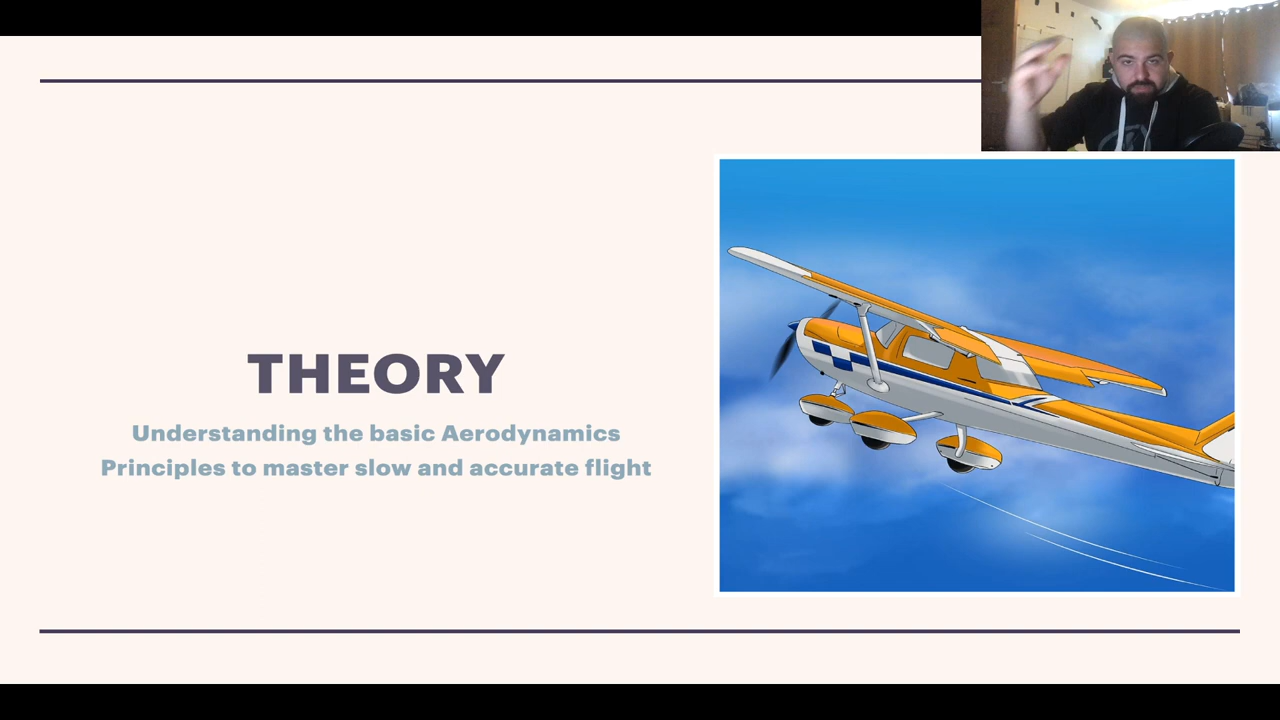 THEORY
Understanding the basic Aerodynamics
Principles to master slow and accurate flight